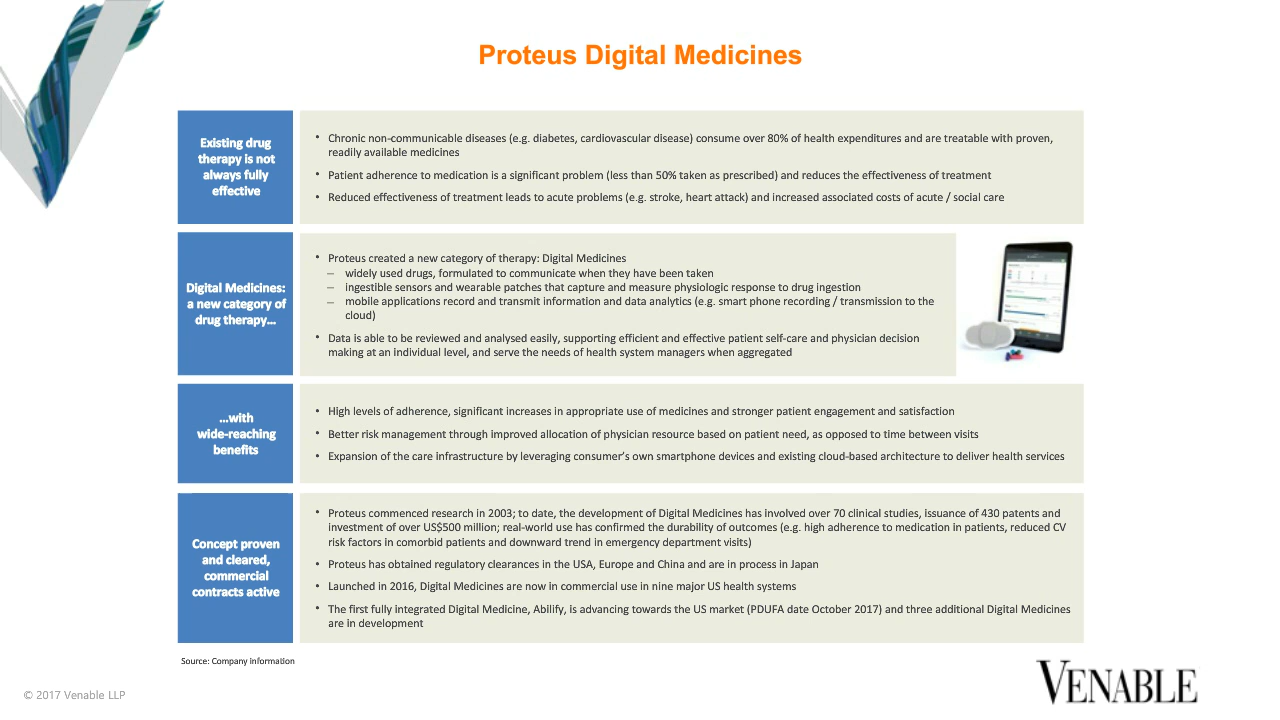 Proteus Digital Medicines
Existing drug
therapy is not
always fully
effective
• Chronic non-communicable diseases (e.g. diabetes, cardiovascular disease) consume over 80% of health expenditures and are treatable with proven,
readily available medicines
• Patient adherence to medication is a significant problem (less than 50% taken as prescribed) and reduces the effectiveness of treatment
• Reduced effectiveness of treatment leads to acute problems (e.g. stroke, heart attack) and increased associated costs of acute / social care
Digital Medicines:
a new category of
drug therapy…
• Proteus created a new category of therapy: Digital Medicines
– widely used drugs, formulated to communicate when they have been taken
– ingestible sensors and wearable patches that capture and measure physiologic response to drug ingestion
– mobile applications record and transmit information and data analytics (e.g. smart phone recording / transmission to the
cloud)
• Data is able to be reviewed and analysed easily, supporting efficient and effective patient self-care and physician decision
making at an individual level, and serve the needs of health system managers when aggregated
…with
wide-reaching
benefits
• High levels of adherence, significant increases in appropriate use of medicines and stronger patient engagement and satisfaction
• Better risk management through improved allocation of physician resource based on patient need, as opposed to time between visits
• Expansion of the care infrastructure by leveraging consumer's own smartphone devices and existing cloud-based architecture to deliver health services
Concept proven
and cleared,
commercial
contracts active
• Proteus commenced research in 2003; to date, the development of Digital Medicines has involved over 70 clinical studies, issuance of 430 patents and
investment of over US$500 million; real-world use has confirmed the durability of outcomes (e.g. high adherence to medication in patients, reduced CV
risk factors in comorbid patients and downward trend in emergency department visits)
• Proteus has obtained regulatory clearances in the USA, Europe and China and are in process in Japan
• Launched in 2016, Digital Medicines are now in commercial use in nine major US health systems
• The first fully integrated Digital Medicine, Abilify, is advancing towards the US market (PDUFA date October 2017) and three additional Digital Medicines
are in development
Source: Company information
© 2017 Venable LLP
VENABLE